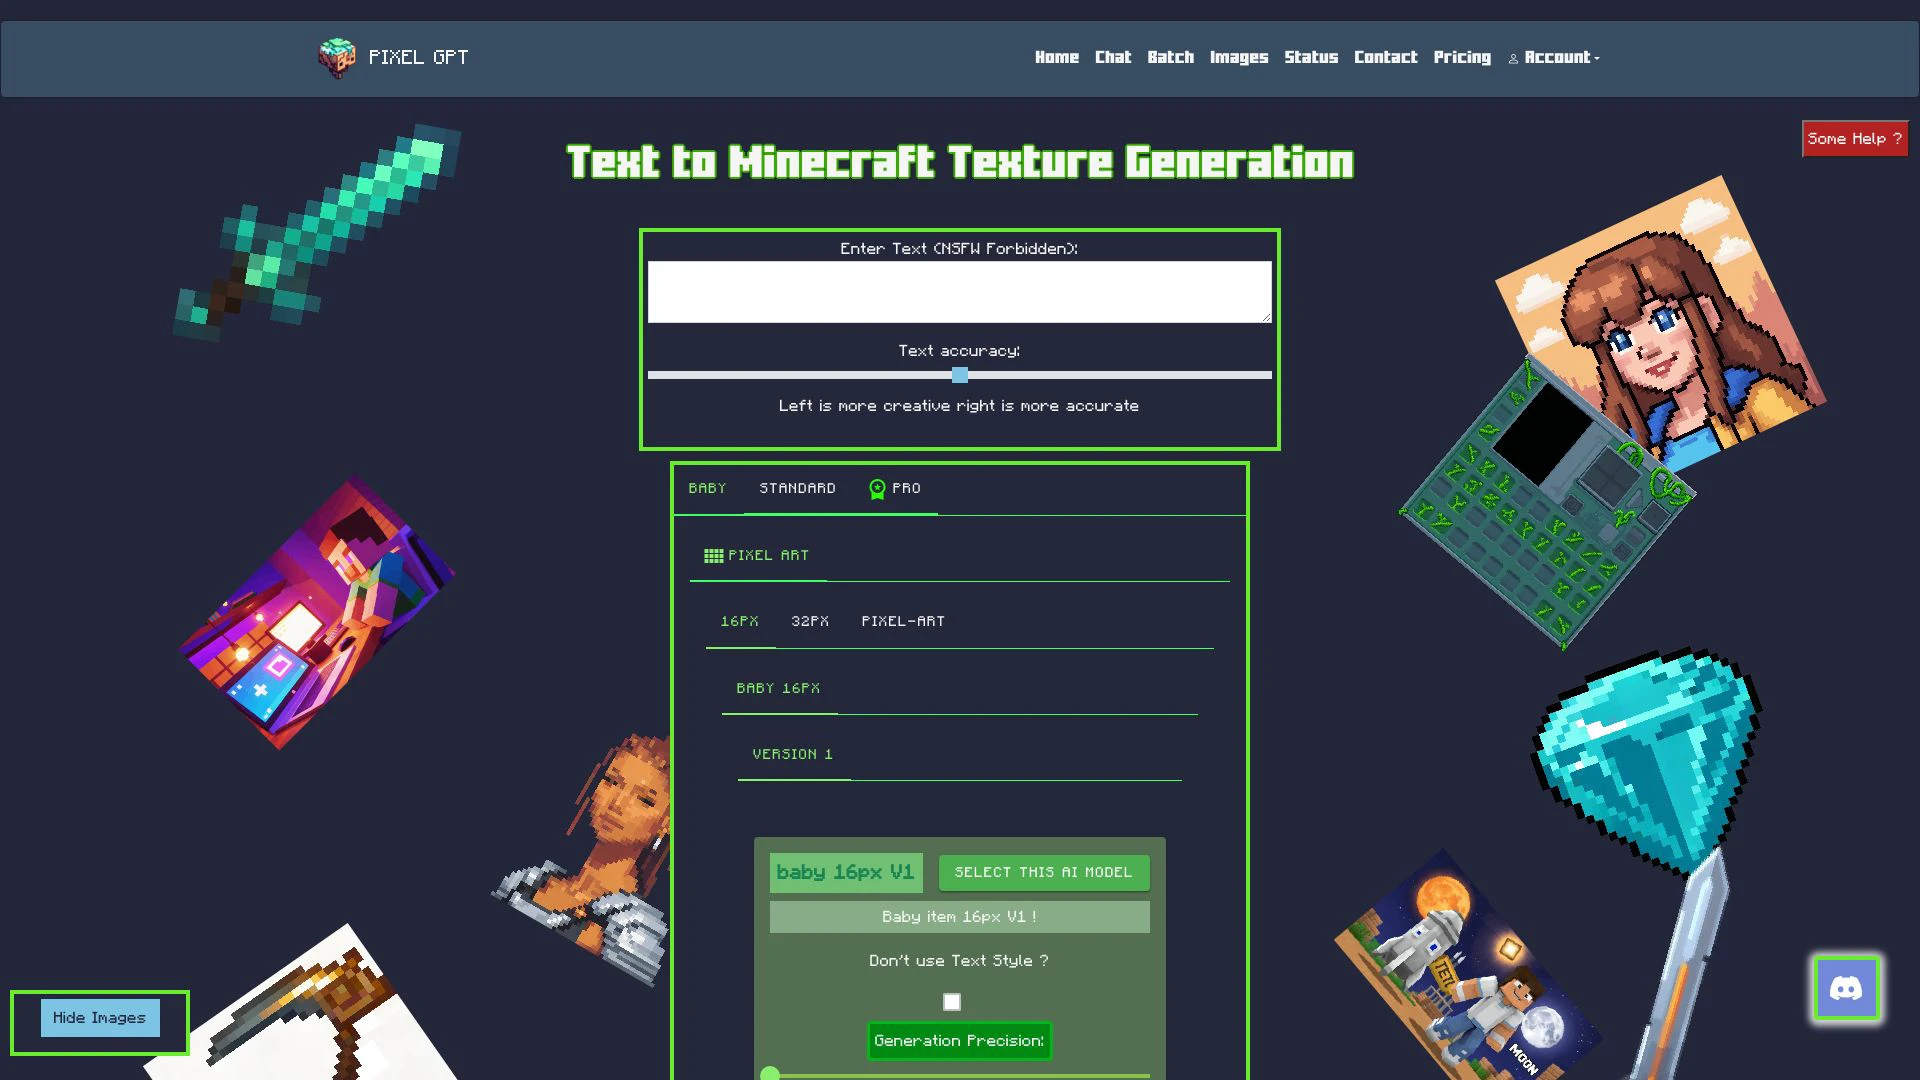 PIXEL GPT
Home Chat Batch Images Status Contact Pricing Account
Some Help ?
Text to Minecraft Texture Generation
Enter Text (NSFW Forbidden):
Text accuracy:
Left is more creative right is more accurate
BABY STANDARD PRO
PIXEL ART
16PX 32PX PIXEL-ART
BABY 16PX
VERSION 1
baby 16px V1 SELECT THIS AI MODEL
Baby item 16px V1 !
Don't use Text Style ?
Generation Precision:
Hide Images
MOON